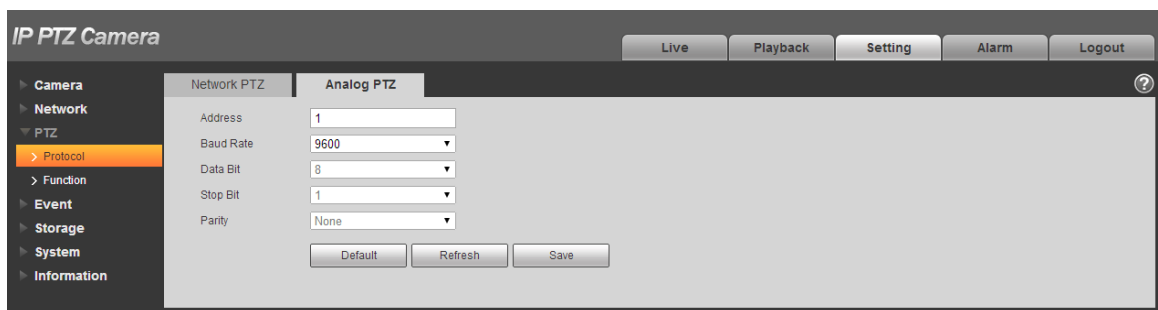 IP PTZ Camera
Live Playback Setting Alarm Logout
Camera
Network
PTZ
> Protocol
> Function
Event
Storage
System
Information
Network PTZ Analog PTZ ?
Address 1
Baud Rate 9600
Data Bit 8
Stop Bit 1
Parity None
Default Refresh Save